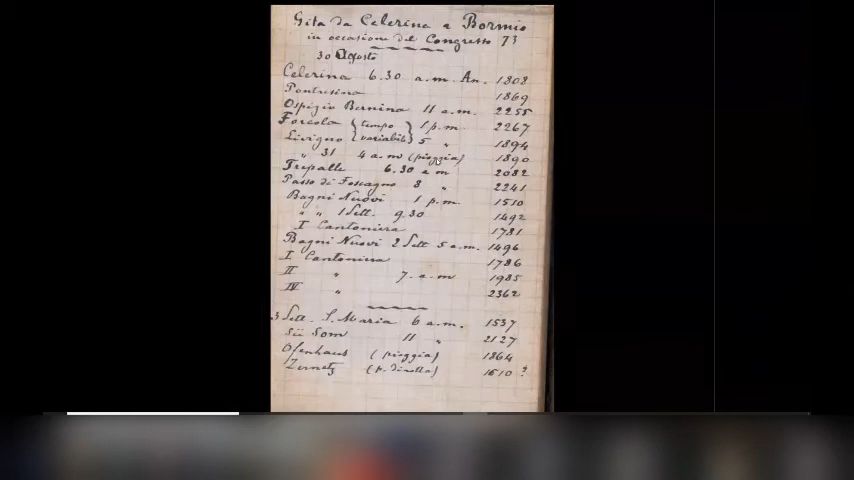 Gita da Celerina a Bormio
in occasione del Congresso 73
30 Agosto
Celerina 6.30 a.m. An. 1808
Pontresina 1869
Ospizio Bernina 11 a.m. 2255
Forcola {tempo} 1 p.m. 2267
Livigno {variabile} 5 " 1894
" 31 4 a.m (pioggia) 1890
Trepalle 6.30 a m 2082
Passo di Foscagno 8 " 2241
Bagni Nuovi 1 p.m. 1510
" " 1 Sett. 9.30 1492
I Cantoniera 1781
Bagni Nuovi 2 Sett 5 a.m. 1496
I Cantoniera 1786
II " 7. a.m 1985
IV " 2362
3 Sett. S. Maria 6 a.m. 1537
Süi Som 11 " 2127
Ofenhaus (pioggia) 1864
Zernetz 1610 ?